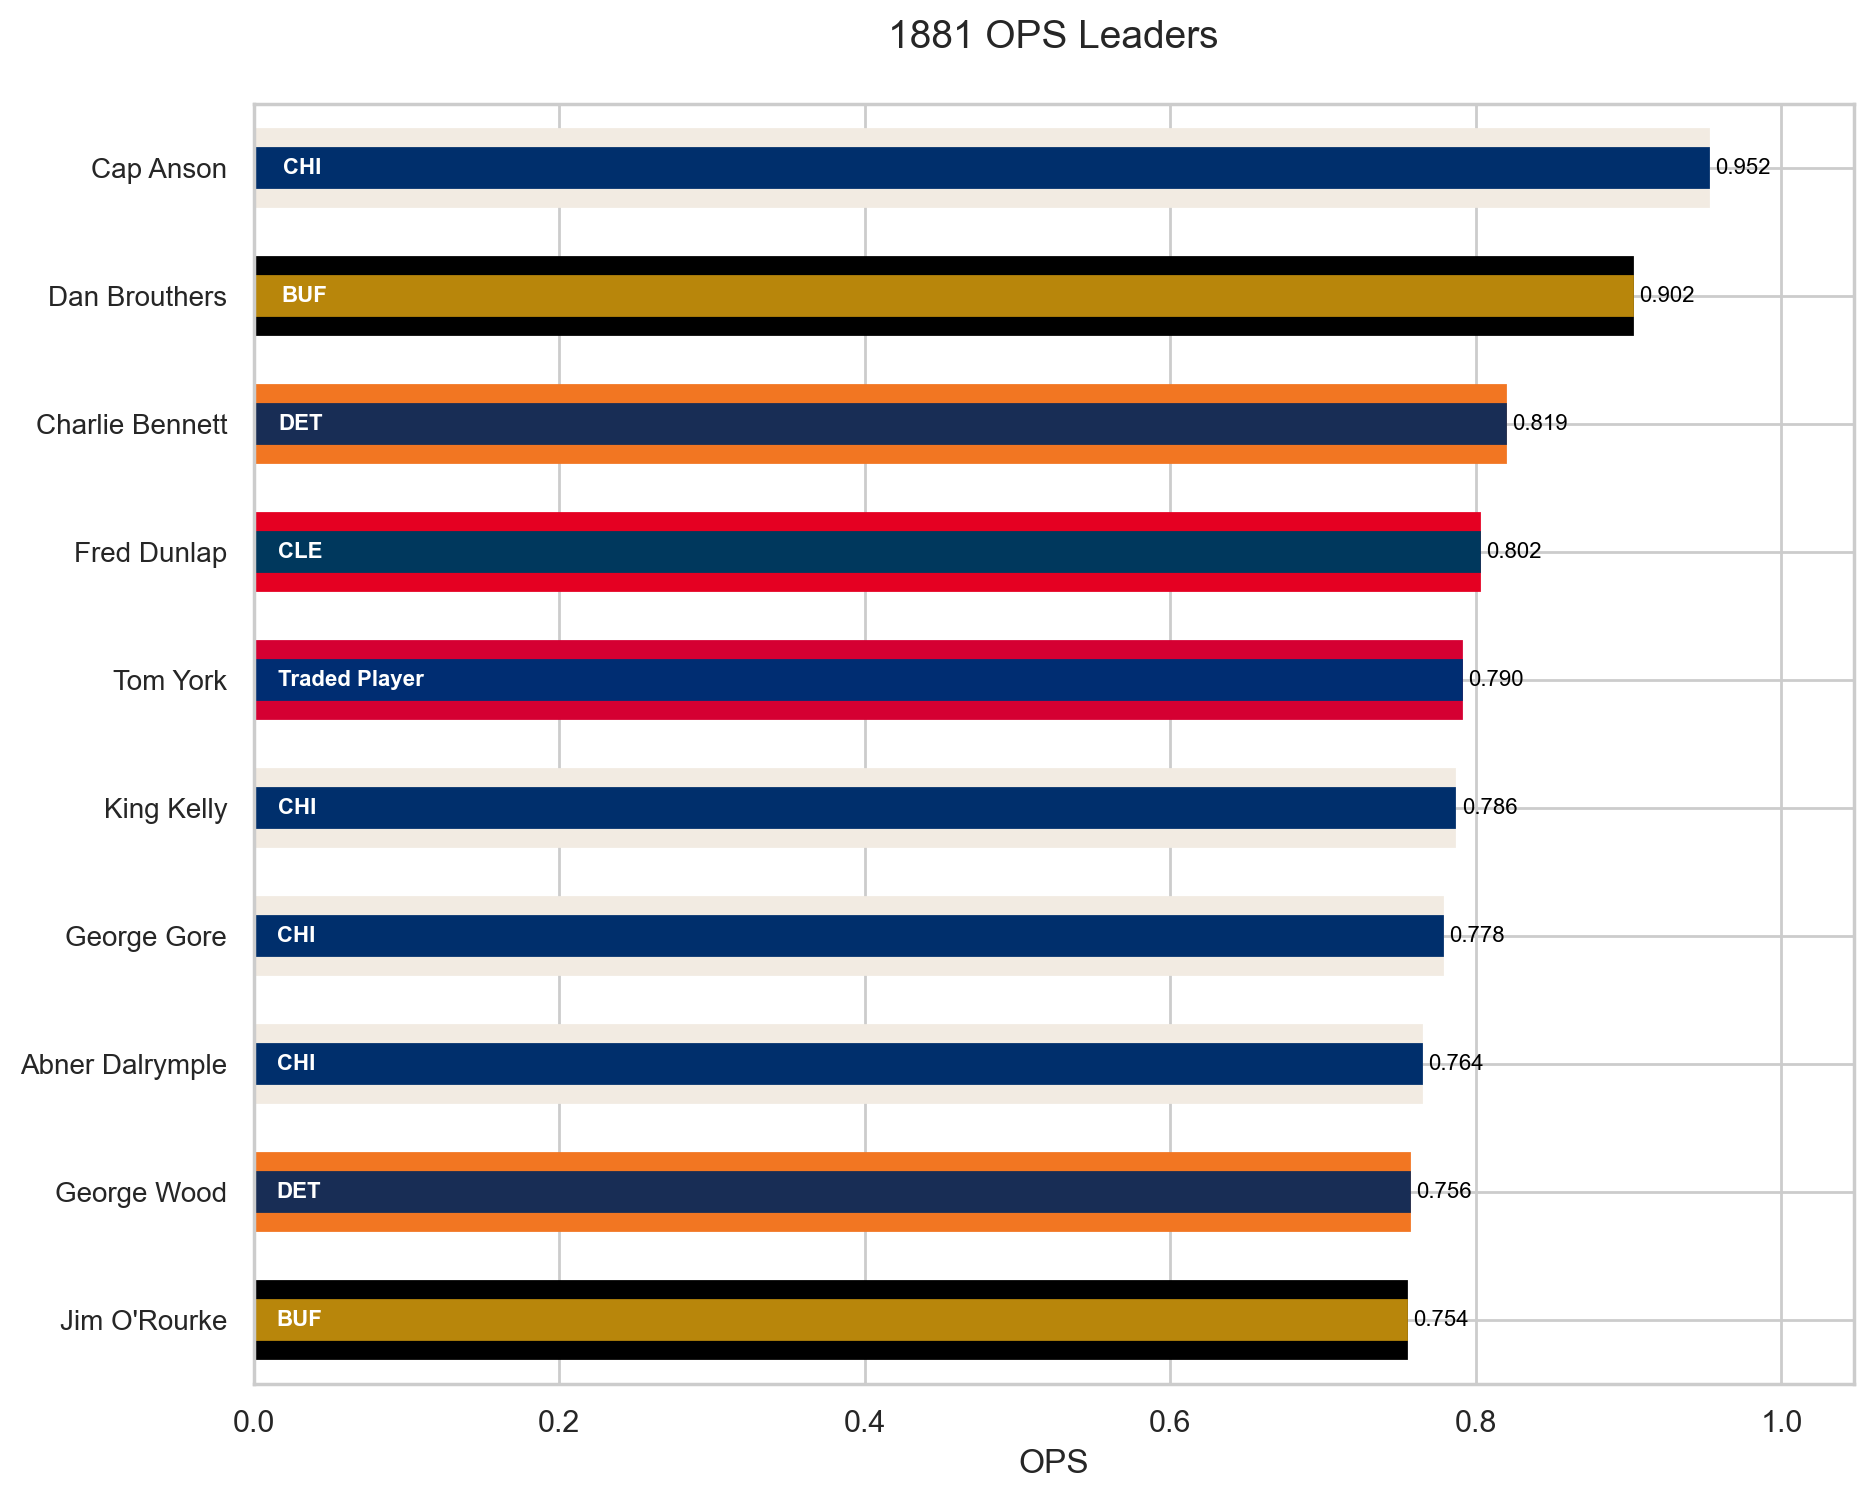 1881 OPS Leaders
Cap Anson CHI 0.952
Dan Brouthers BUF 0.902
Charlie Bennett DET 0.819
Fred Dunlap CLE 0.802
Tom York Traded Player 0.790
King Kelly CHI 0.786
George Gore CHI 0.778
Abner Dalrymple CHI 0.764
George Wood DET 0.756
Jim O'Rourke BUF 0.754
0.0 0.2 0.4 0.6 0.8 1.0
OPS